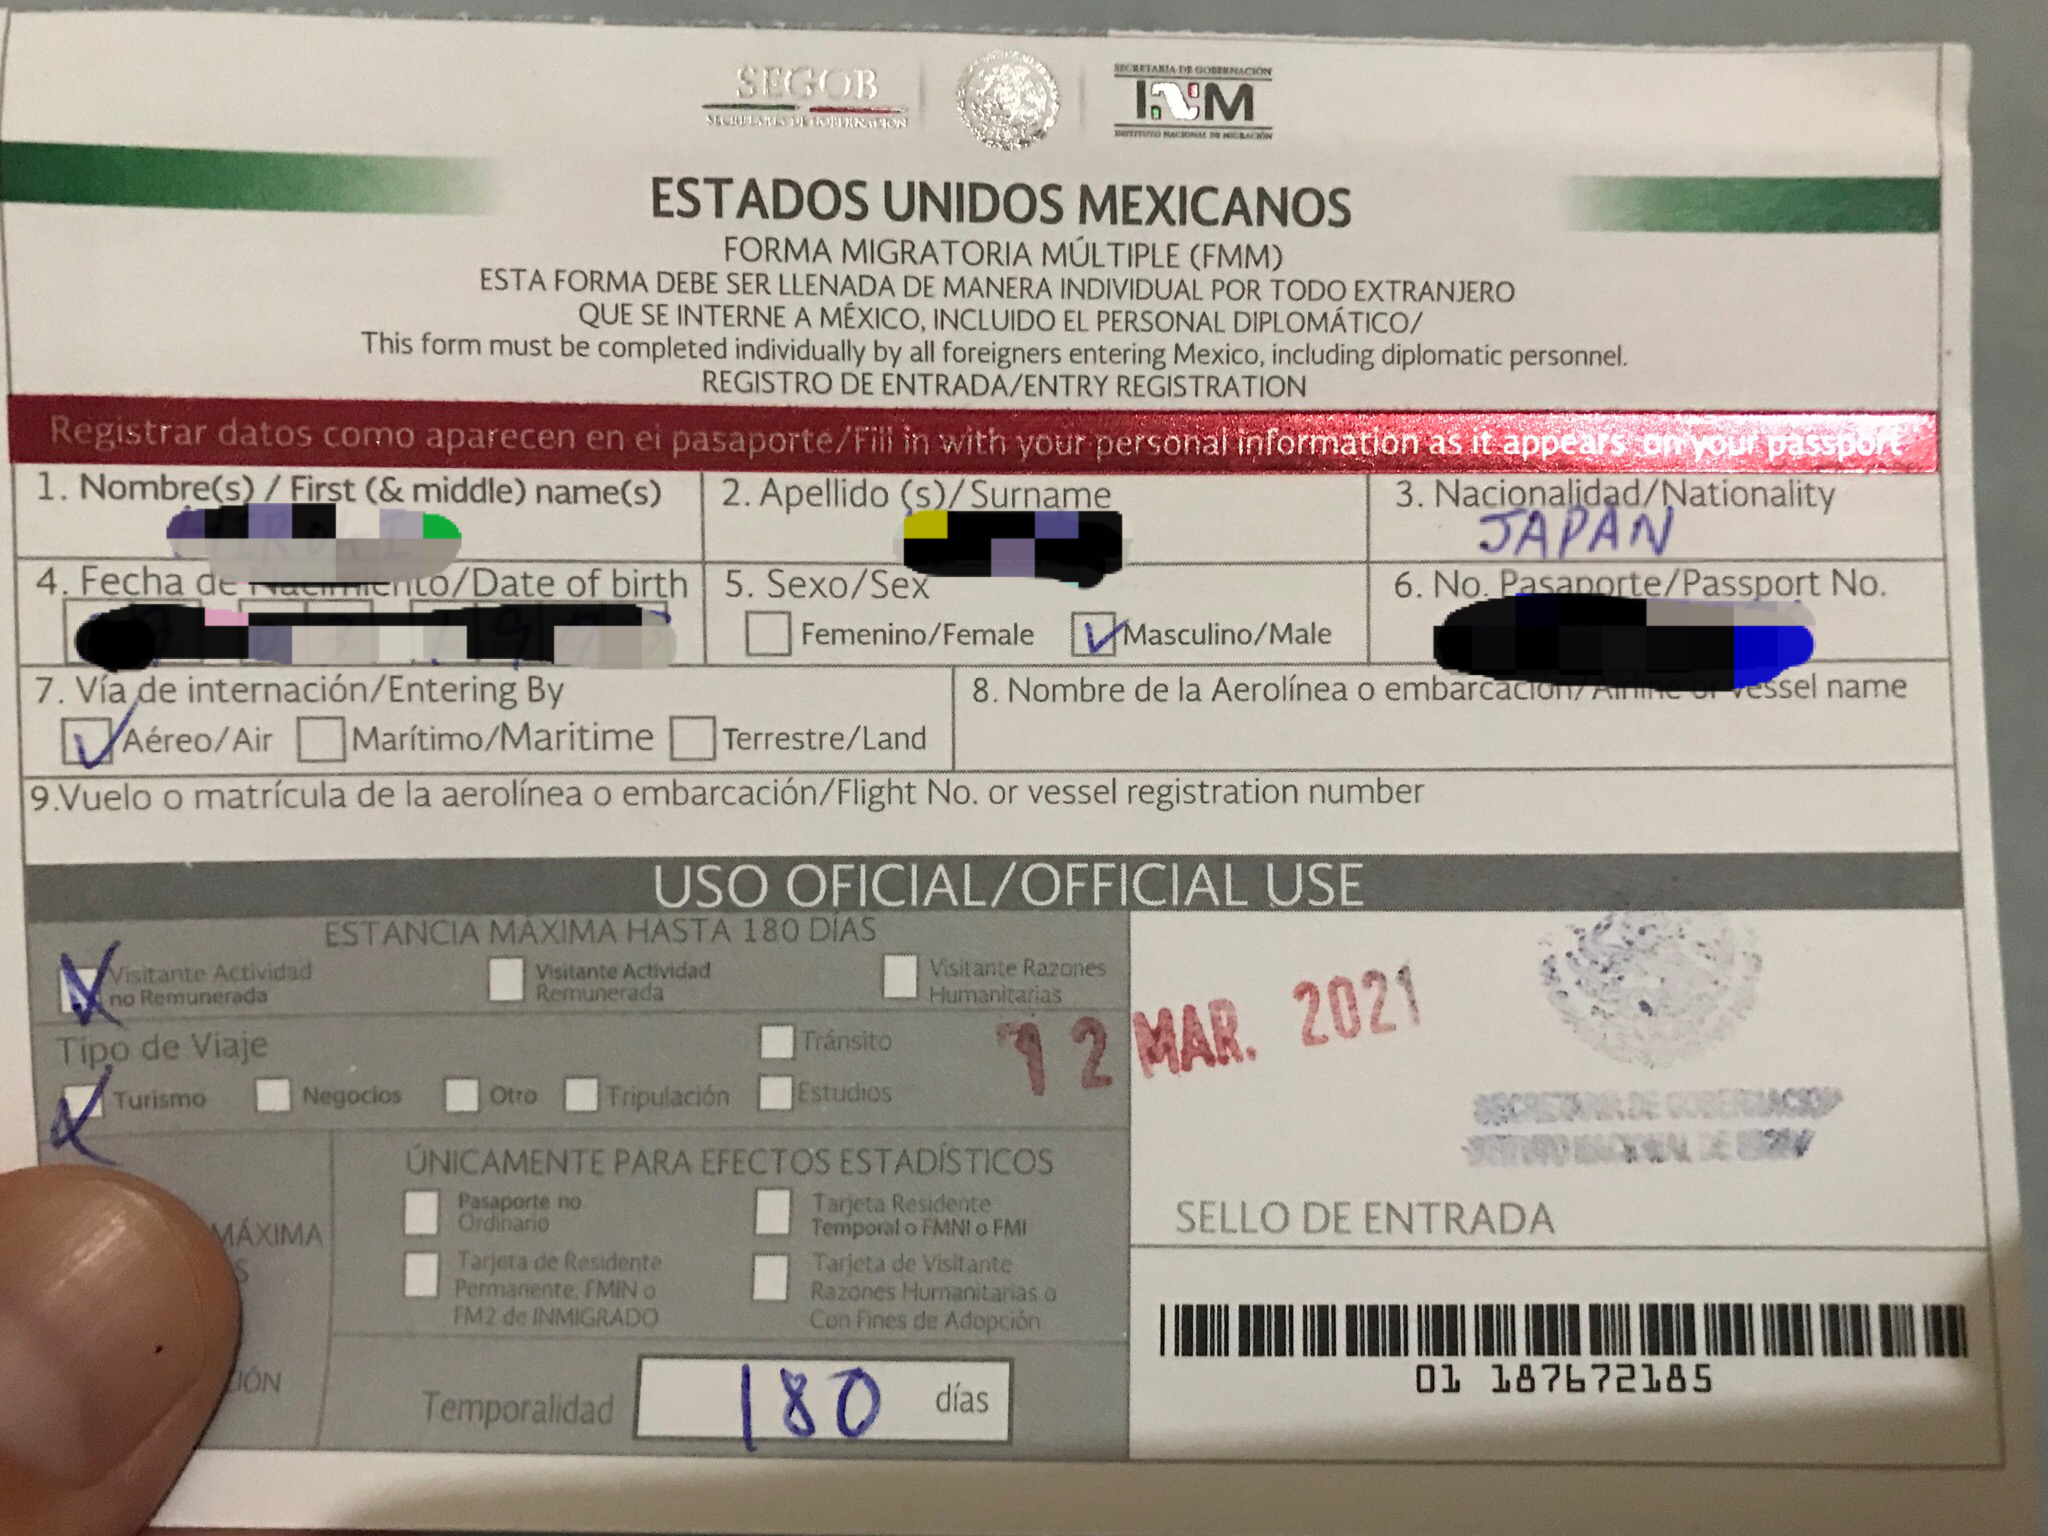 SEGOB
SECRETARÍA DE GOBERNACIÓN
SECRETARÍA DE GOBERNACIÓN
INM
INSTITUTO NACIONAL DE MIGRACIÓN
ESTADOS UNIDOS MEXICANOS
FORMA MIGRATORIA MÚLTIPLE (FMM)
ESTA FORMA DEBE SER LLENADA DE MANERA INDIVIDUAL POR TODO EXTRANJERO
QUE SE INTERNE A MÉXICO, INCLUIDO EL PERSONAL DIPLOMÁTICO/
This form must be completed individually by all foreigners entering Mexico, including diplomatic personnel.
REGISTRO DE ENTRADA/ENTRY REGISTRATION
Registrar datos como aparecen en el pasaporte/Fill in with your personal information as it appears on your passport
1. Nombre(s) / First (& middle) name(s)
2. Apellido (s)/Surname
3. Nacionalidad/Nationality
JAPAN
4. Fecha de Nacimiento/Date of birth
5. Sexo/Sex
Femenino/Female
Masculino/Male
6. No. Pasaporte/Passport No.
7. Vía de internación/Entering By
Aéreo/Air
Marítimo/Maritime
Terrestre/Land
8. Nombre de la Aerolínea o embarcación/Airline or vessel name
9.Vuelo o matrícula de la aerolínea o embarcación/Flight No. or vessel registration number
USO OFICIAL/OFFICIAL USE
ESTANCIA MÁXIMA HASTA 180 DÍAS
Visitante Actividad
no Remunerada
Visitante Actividad
Remunerada
Visitante Razones
Humanitarias
Tipo de Viaje
Tránsito
Turismo
Negocios
Otro
Tripulación
Estudios
12 MAR. 2021
SECRETARIA DE GOBERNACION
SELLO DE ENTRADA
MÁXIMA
S
IÓN
ÚNICAMENTE PARA EFECTOS ESTADÍSTICOS
Pasaporte no
Ordinario
Tarjeta Residente
Temporal o FMNI o FMI
Tarjeta de Residente
Permanente, FMIN o
FM2 de INMIGRADO
Tarjeta de Visitante
Razones Humanitarias o
Con Fines de Adopción
Temporalidad
180 días
01 187672185